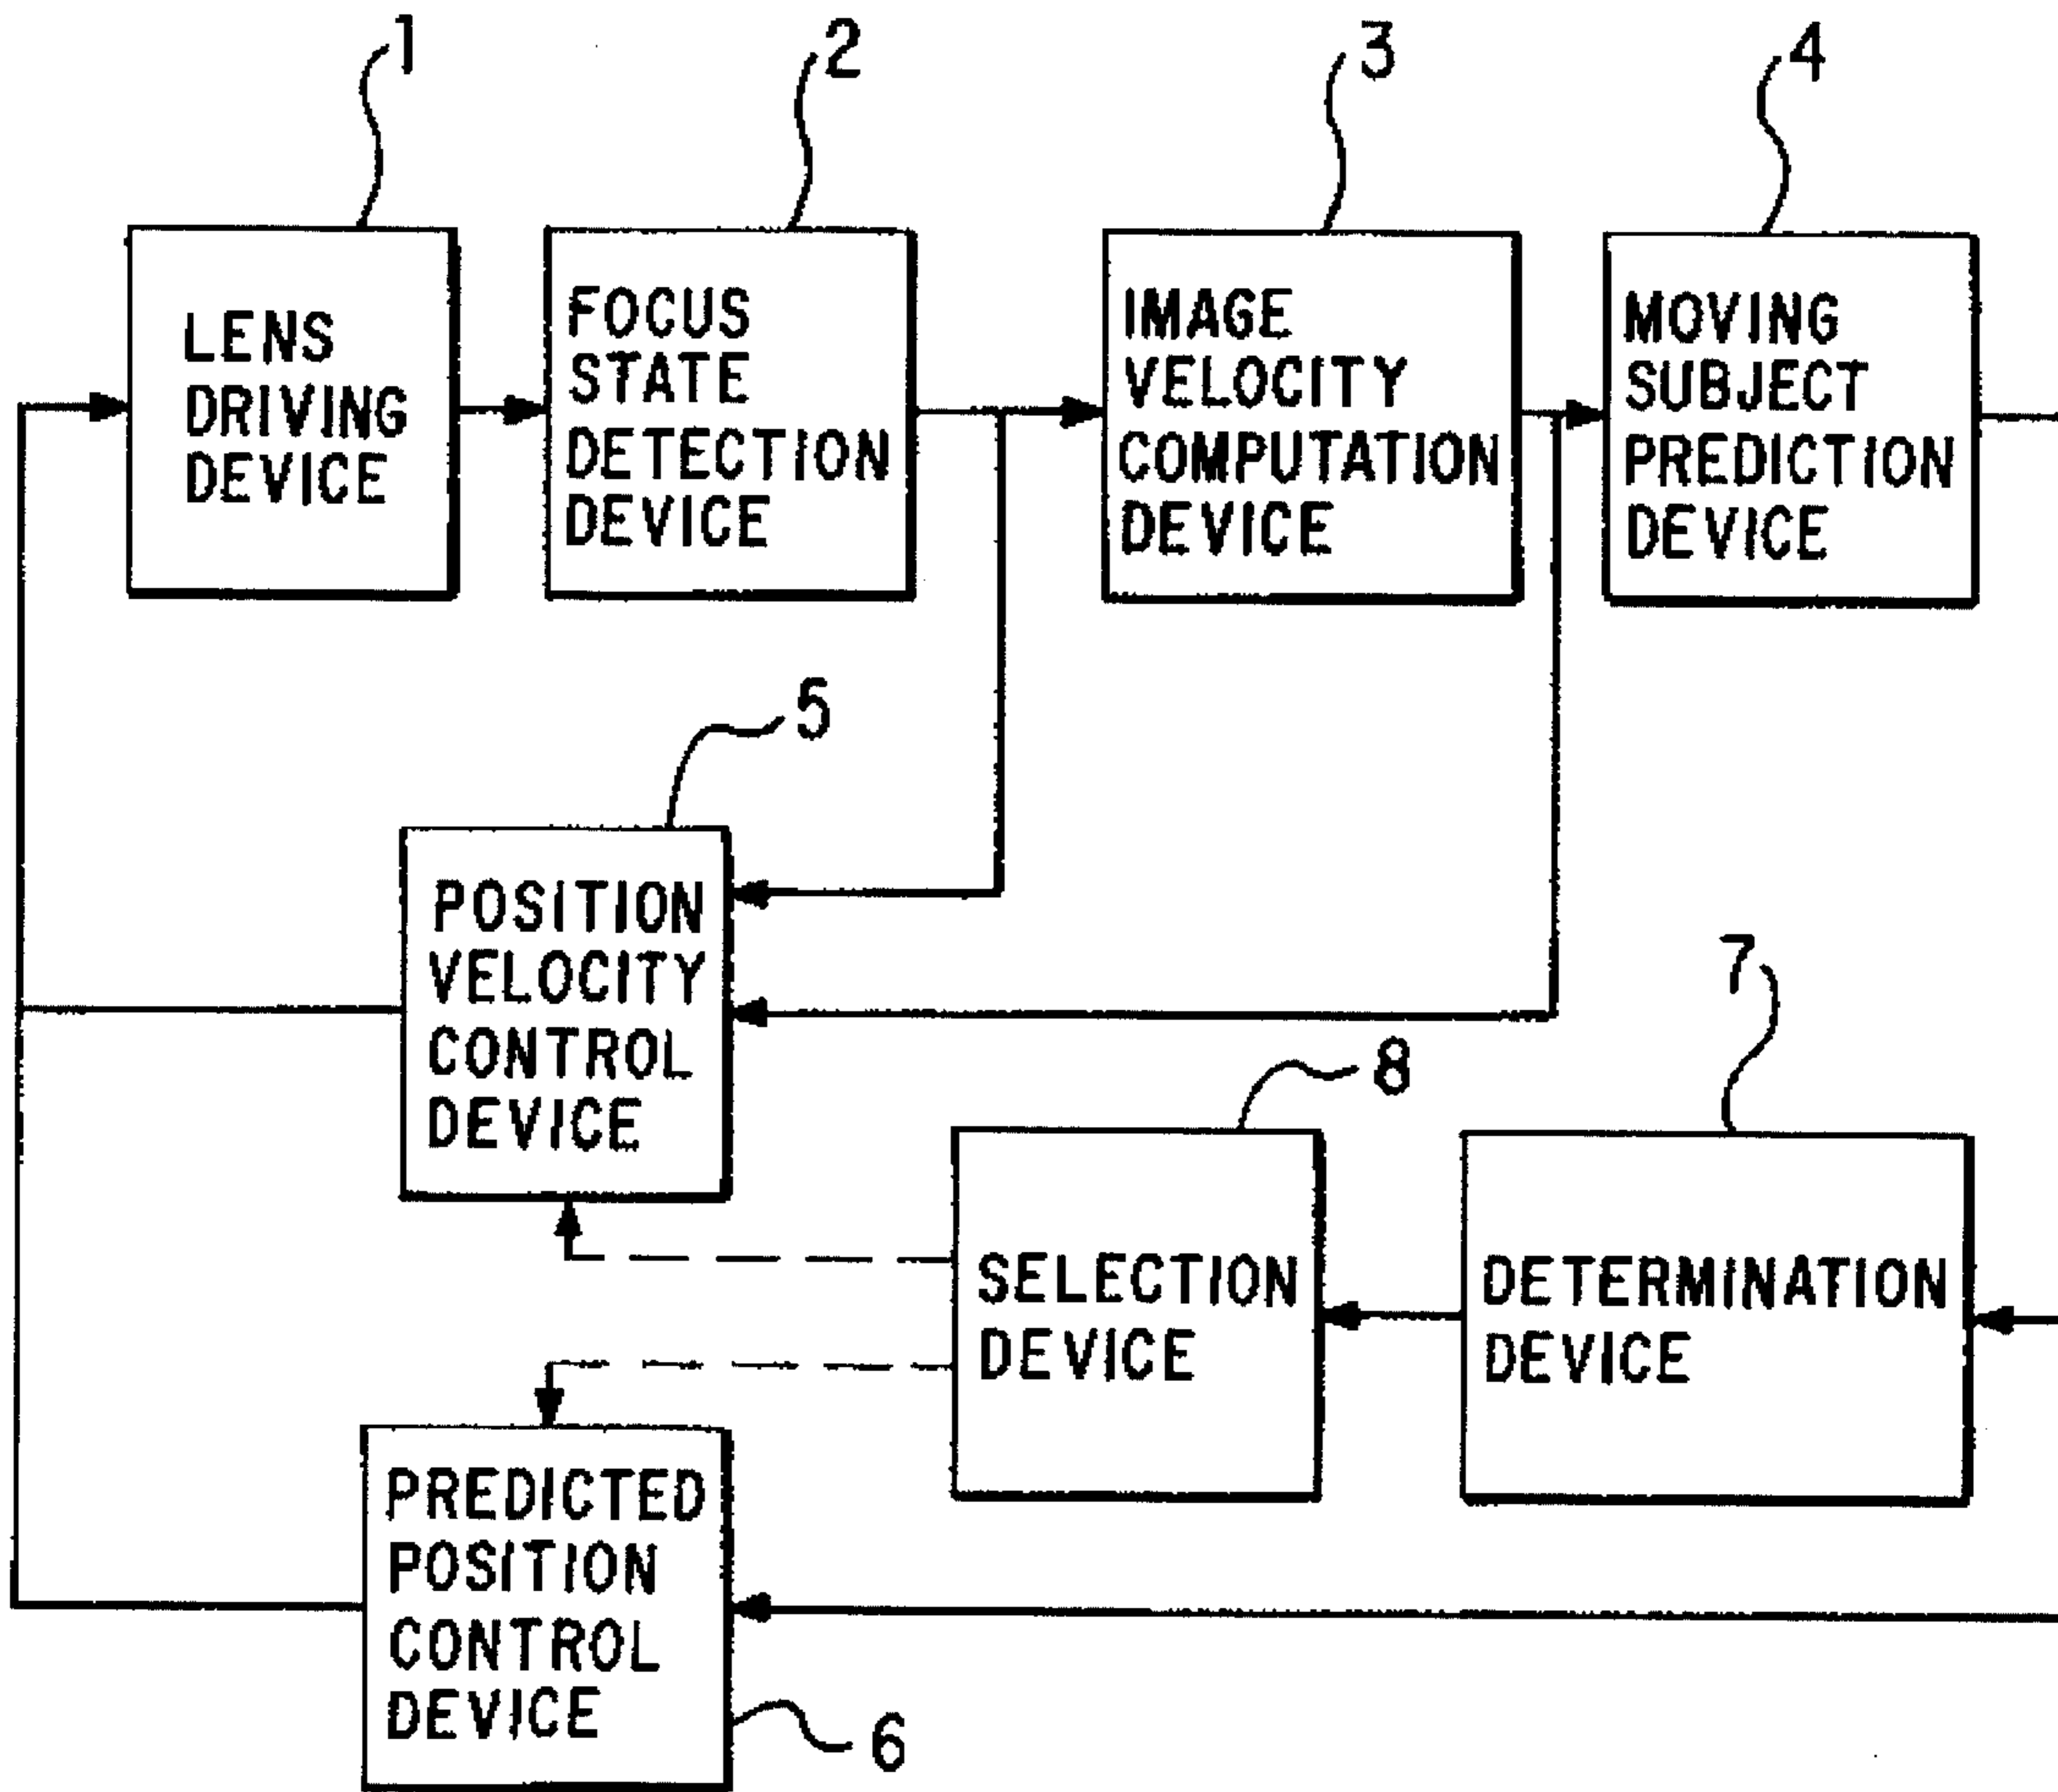 1
2
3
4
LENS
DRIVING
DEVICE
FOCUS
STATE
DETECTION
DEVICE
IMAGE
VELOCITY
COMPUTATION
DEVICE
MOVING
SUBJECT
PREDICTION
DEVICE
5
POSITION
VELOCITY
CONTROL
DEVICE
7
8
SELECTION
DEVICE
DETERMINATION
DEVICE
PREDICTED
POSITION
CONTROL
DEVICE
6